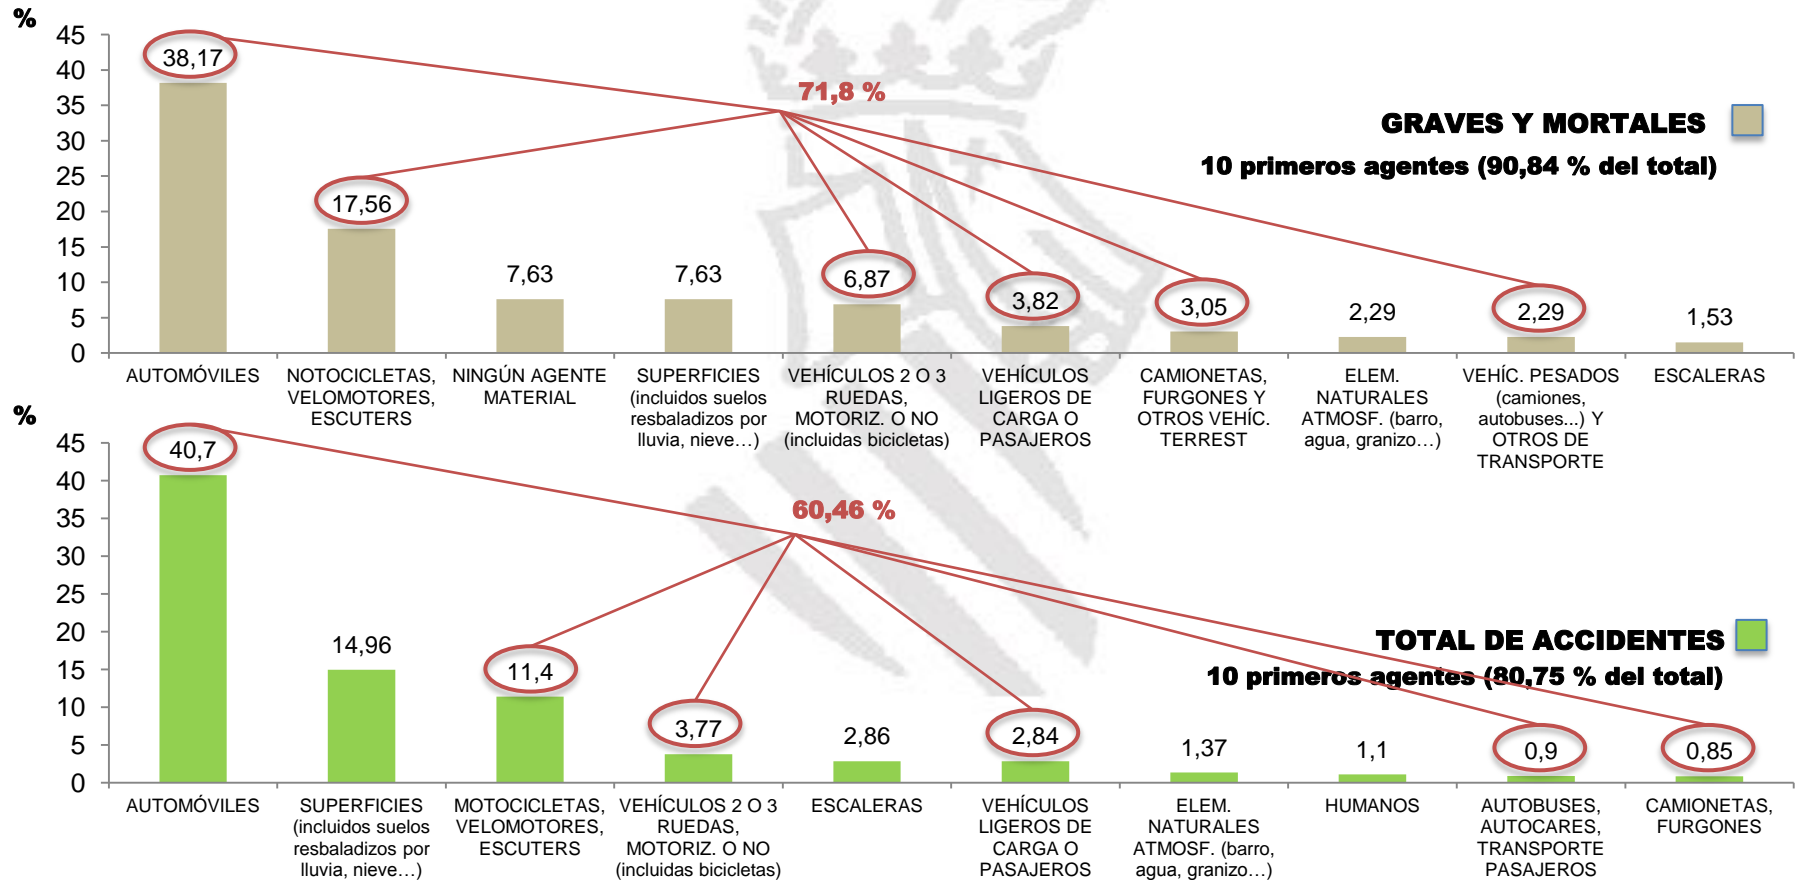 %
45
40
35
30
25
20
15
10
5
0
38,17
17,56
7,63
7,63
6,87
3,82
3,05
2,29
2,29
1,53
71,8 %
GRAVES Y MORTALES
10 primeros agentes (90,84 % del total)
AUTOMÓVILES
NOTOCICLETAS,
VELOMOTORES,
ESCUTERS
NINGÚN AGENTE
MATERIAL
SUPERFICIES
(incluidos suelos
resbaladizos por
lluvia, nieve…)
VEHÍCULOS 2 O 3
RUEDAS,
MOTORIZ. O NO
(incluidas bicicletas)
VEHÍCULOS
LIGEROS DE
CARGA O
PASAJEROS
CAMIONETAS,
FURGONES Y
OTROS VEHÍC.
TERREST
ELEM.
NATURALES
ATMOSF. (barro,
agua, granizo…)
VEHÍC. PESADOS
(camiones,
autobuses...) Y
OTROS DE
TRANSPORTE
ESCALERAS
%
45
40
35
30
25
20
15
10
5
0
40,7
14,96
11,4
3,77
2,86
2,84
1,37
1,1
0,9
0,85
60,46 %
TOTAL DE ACCIDENTES
10 primeros agentes (80,75 % del total)
AUTOMÓVILES
SUPERFICIES
(incluidos suelos
resbaladizos por
lluvia, nieve…)
MOTOCICLETAS,
VELOMOTORES,
ESCUTERS
VEHÍCULOS 2 O 3
RUEDAS,
MOTORIZ. O NO
(incluidas bicicletas)
ESCALERAS
VEHÍCULOS
LIGEROS DE
CARGA O
PASAJEROS
ELEM.
NATURALES
ATMOSF. (barro,
agua, granizo…)
HUMANOS
AUTOBUSES,
AUTOCARES,
TRANSPORTE
PASAJEROS
CAMIONETAS,
FURGONES